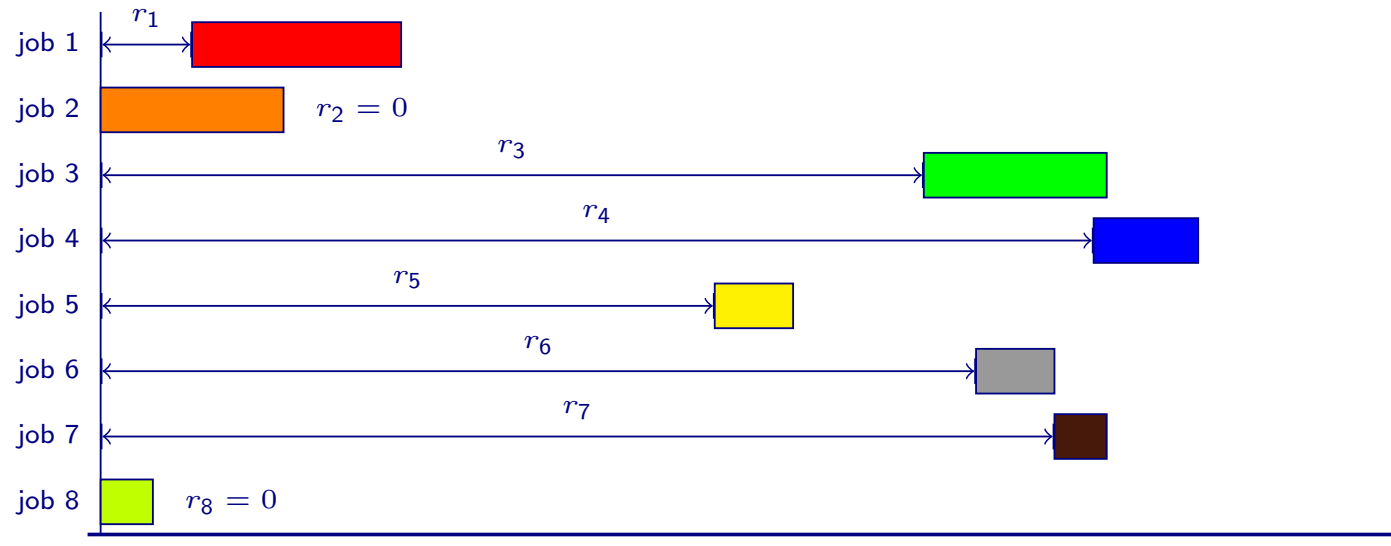 r₁
job 1
job 2 r₂ = 0
r₃
job 3
r₄
job 4
r₅
job 5
r₆
job 6
r₇
job 7
job 8 r₈ = 0